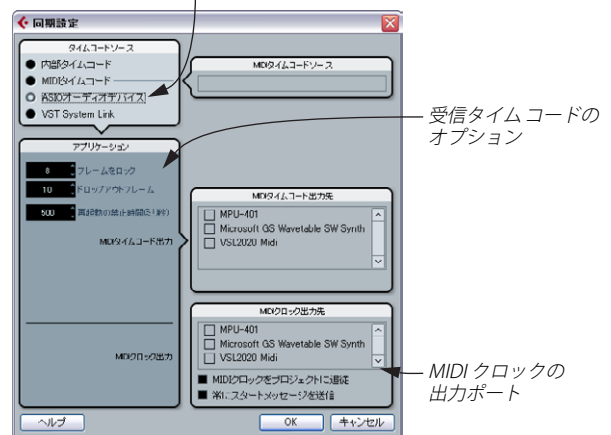 同期設定
タイムコードソース
内部タイムコード
MIDIタイムコード
ASIOオーディオデバイス
VST System Link
MIDIタイムコードソース
アプリケーション
8 フレームをロック
10 ドロップアウトフレーム
500 再起動の禁止時間(ミリ秒)
MIDIタイムコード出力
MIDIクロック出力
MIDIタイムコード出力先
MPU-401
Microsoft GS Wavetable SW Synth
VSL2020 Midi
MIDIクロック出力先
MPU-401
Microsoft GS Wavetable SW Synth
VSL2020 Midi
MIDIクロックをプロジェクトに追従
常にスタートメッセージを送信
ヘルプ
OK
キャンセル
受信タイムコードの
オプション
MIDI クロックの
出力ポート